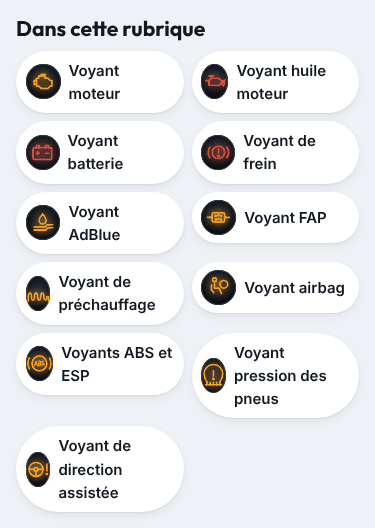 Dans cette rubrique
Voyant
moteur
Voyant huile
moteur
Voyant
batterie
Voyant de
frein
Voyant
AdBlue
Voyant FAP
Voyant de
préchauffage
Voyant airbag
Voyants ABS et
ESP
Voyant
pression des
pneus
Voyant de
direction
assistée